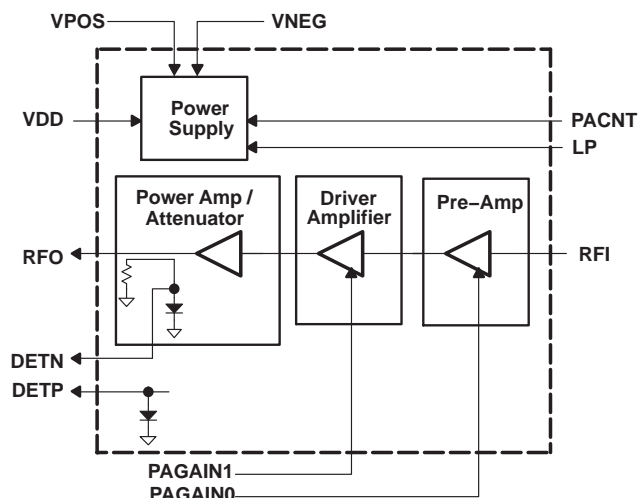 VPOS
VNEG
Power
Supply
VDD
PACNT
LP
Power Amp /
Attenuator
Driver
Amplifier
Pre–Amp
RFO
RFI
DETN
DETP
PAGAIN1
PAGAIN0